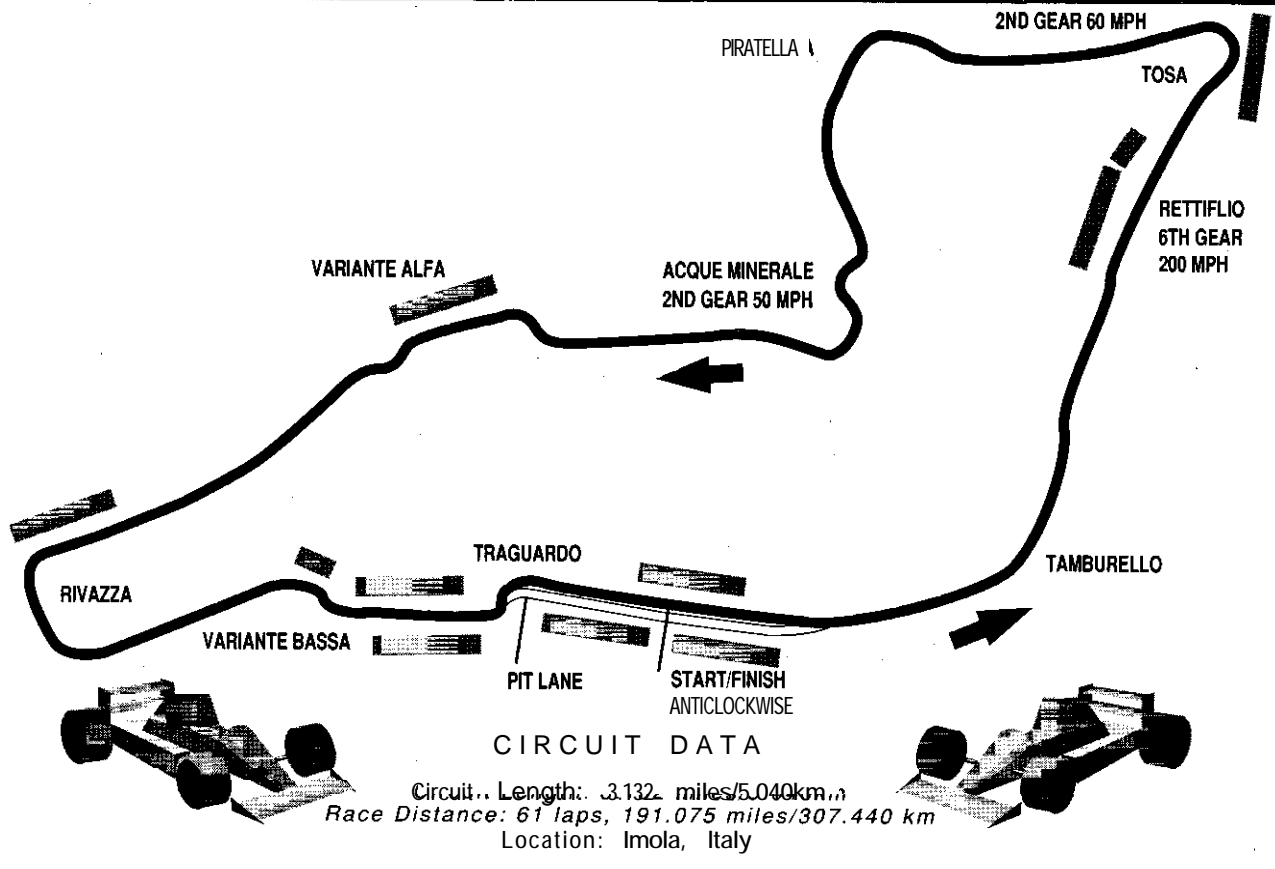 2ND GEAR 60 MPH
PIRATELLA
TOSA
RETTIFLIO
6TH GEAR
200 MPH
VARIANTE ALFA
ACQUE MINERALE
2ND GEAR 50 MPH
TRAGUARDO
TAMBURELLO
RIVAZZA
VARIANTE BASSA
PIT LANE
START/FINISH
ANTICLOCKWISE
CIRCUIT DATA
Circuit Length: 3.132 miles/5.040km
Race Distance: 61 laps, 191.075 miles/307.440 km
Location: Imola, Italy